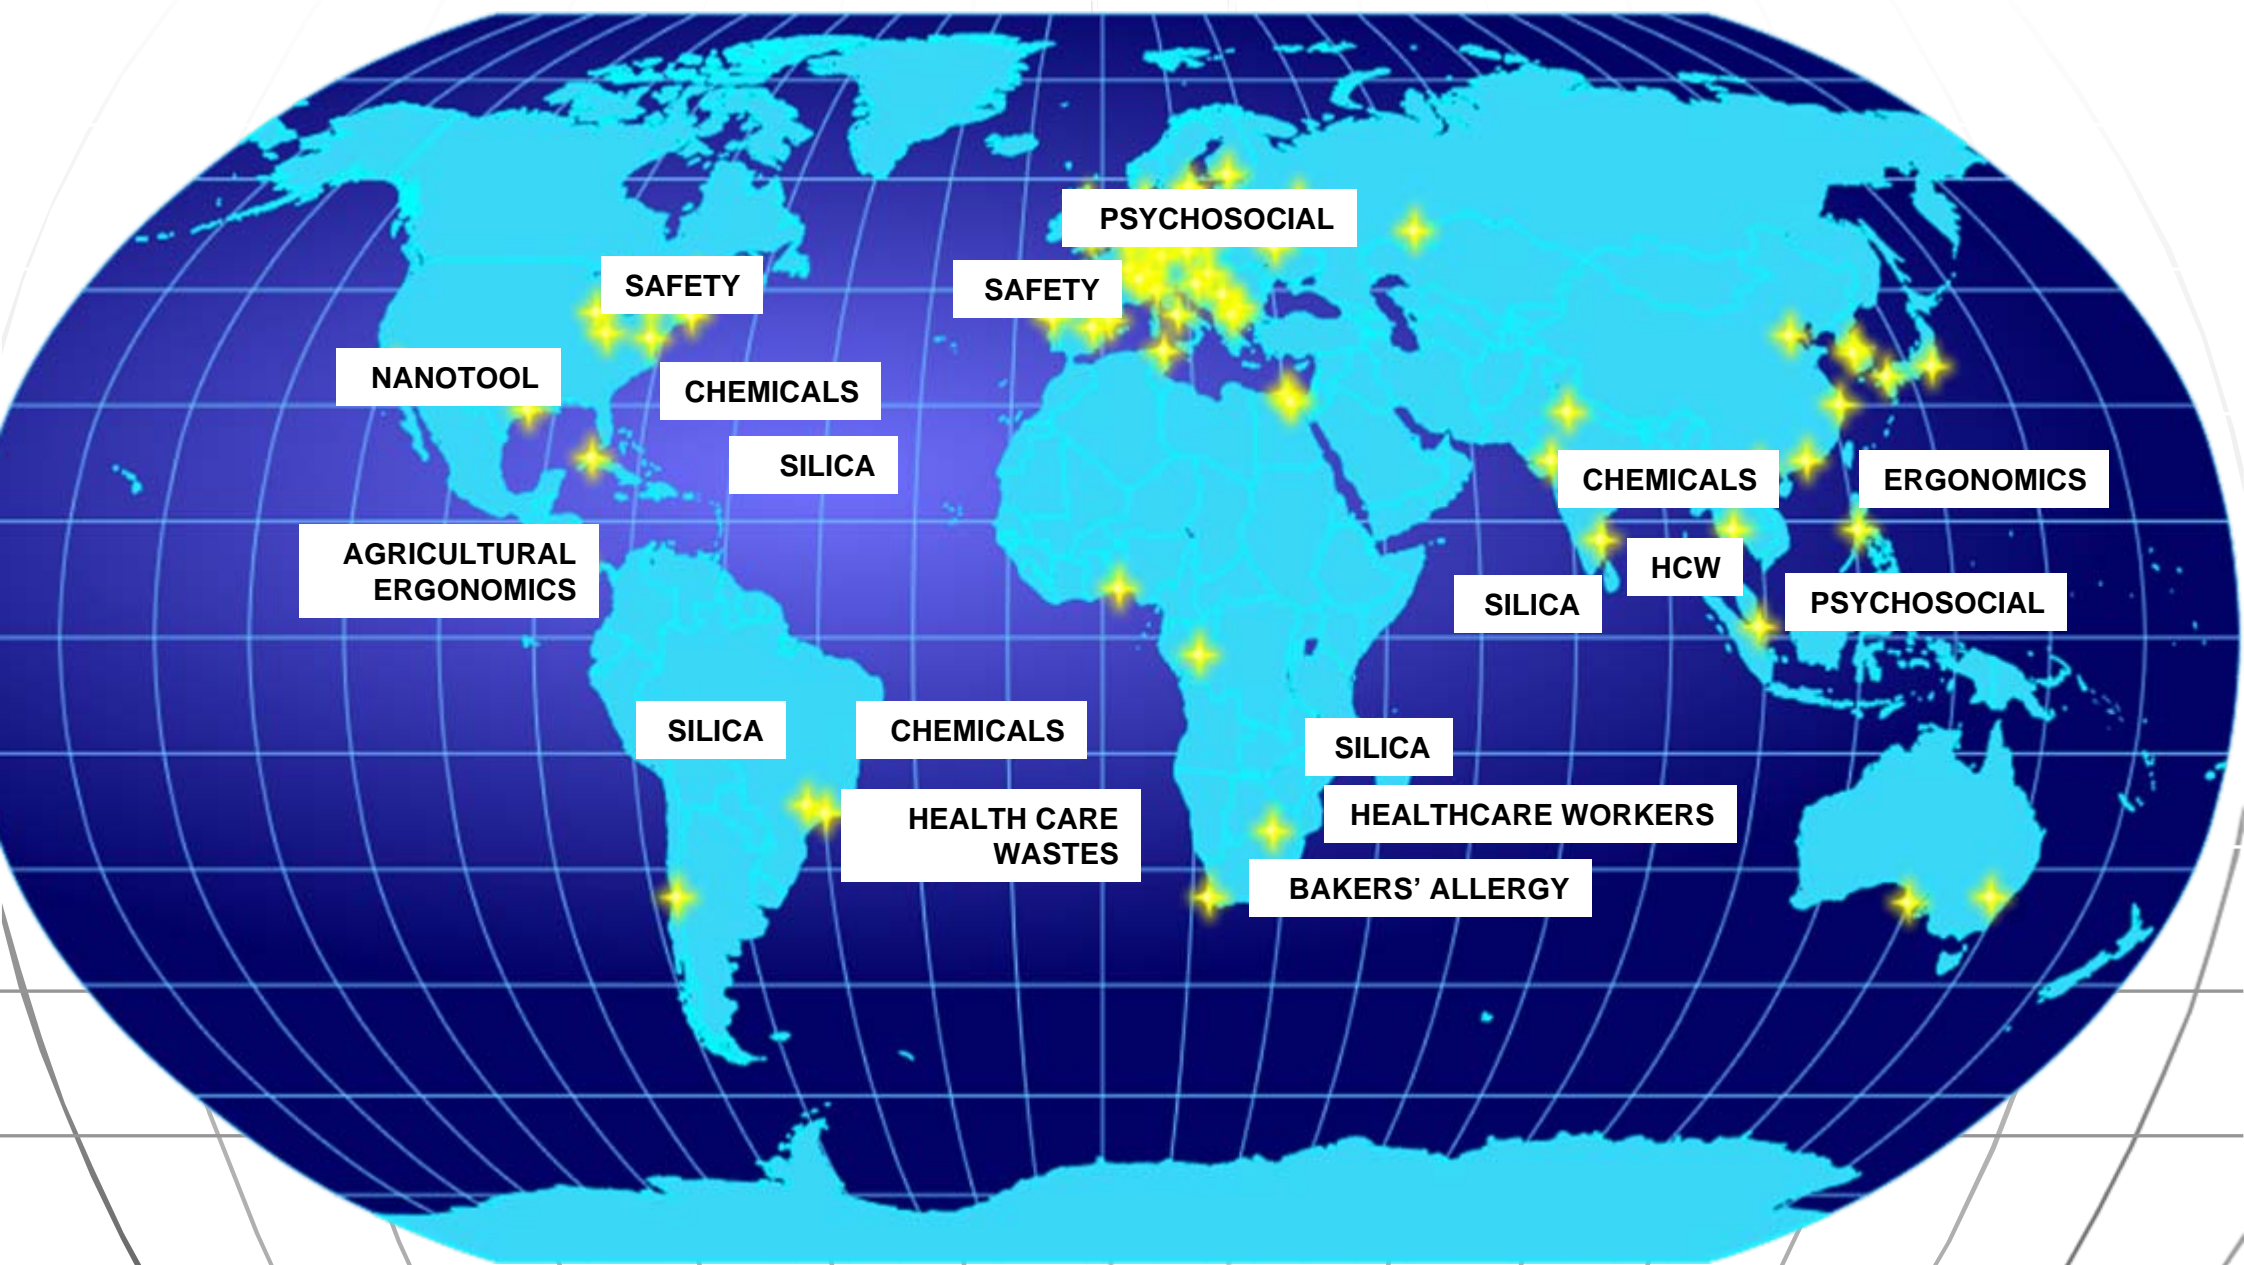 PSYCHOSOCIAL
SAFETY
SAFETY
NANOTOOL
CHEMICALS
SILICA
CHEMICALS
ERGONOMICS
AGRICULTURAL
ERGONOMICS
HCW
SILICA
PSYCHOSOCIAL
SILICA
CHEMICALS
SILICA
HEALTH CARE
WASTES
HEALTHCARE WORKERS
BAKERS’ ALLERGY